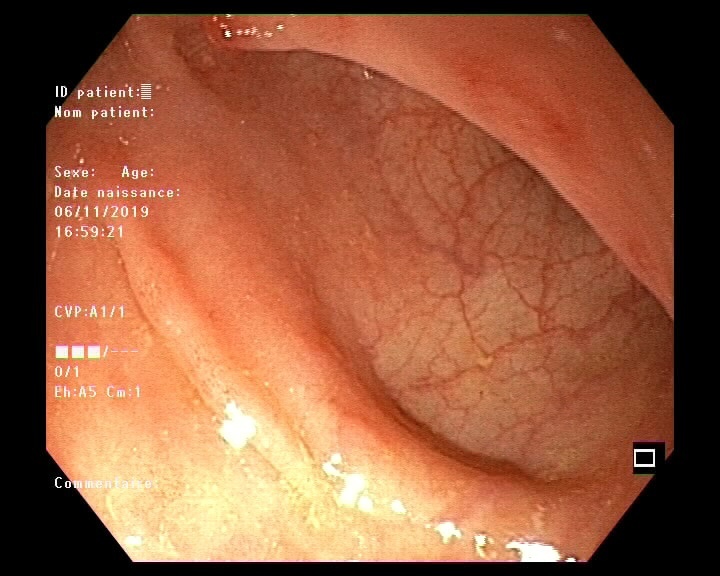 ID patient:
Nom patient:
Sexe: Age:
Date naissance:
06/11/2019
16:59:21
CVP:A1/1
/---
0/1
Eh:A5 Cm:1
Commentaire: